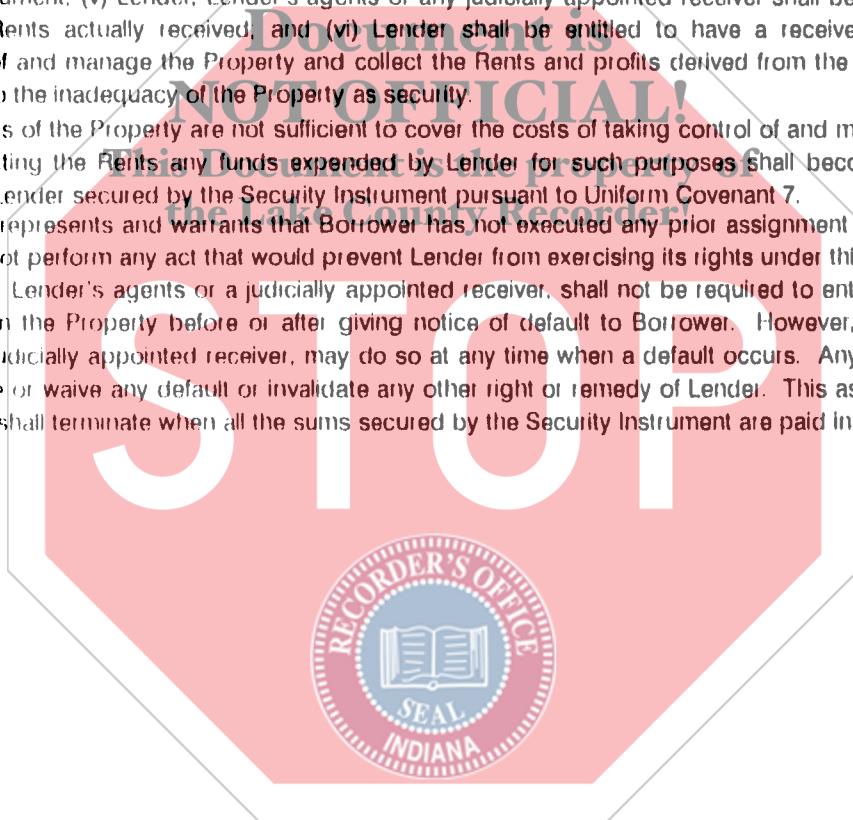 (v) Lender, Lender's agents or any judicially appointed receiver shall be
Rents actually received; and (vi) Lender shall be entitled to have a receive
f and manage the Property and collect the Rents and profits derived from the
the inadequacy of the Property as security.
s of the Property are not sufficient to cover the costs of taking control of and m
ting the Rents any funds expended by Lender for such purposes shall beco
Lender secured by the Security Instrument pursuant to Uniform Covenant 7.
represents and warrants that Borrower has not executed any prior assignment
ot perform any act that would prevent Lender from exercising its rights under thi
Lender's agents or a judicially appointed receiver, shall not be required to ent
n the Property before or after giving notice of default to Borrower. However,
udicially appointed receiver, may do so at any time when a default occurs. Any
e or waive any default or invalidate any other right or remedy of Lender. This as
shall terminate when all the sums secured by the Security Instrument are paid in
Document is
NOT OFFICIAL!
This Document is the property of
the Lake County Recorder!
STOP
RECORDER'S OFFICE
SEAL
INDIANA